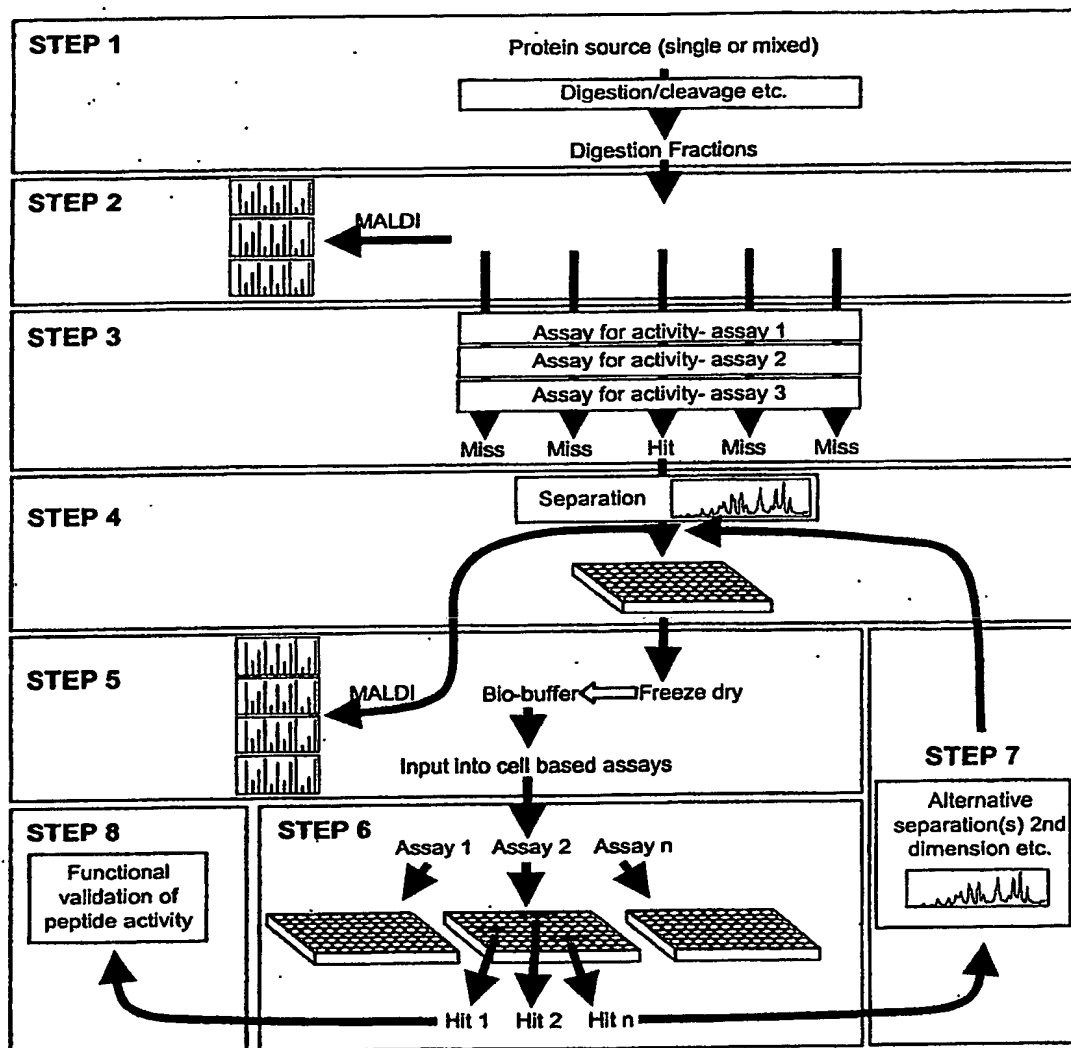 STEP 1
Protein source (single or mixed)
Digestion/cleavage etc.
Digestion Fractions
STEP 2
MALDI
STEP 3
Assay for activity- assay 1
Assay for activity- assay 2
Assay for activity- assay 3
Miss Miss Hit Miss Miss
STEP 4
Separation
STEP 5
MALDI
Bio-buffer Freeze dry
Input into cell based assays
STEP 7
Alternative
separation(s) 2nd
dimension etc.
STEP 8
Functional
validation of
peptide activity
STEP 6
Assay 1 Assay 2 Assay n
Hit 1 Hit 2 Hit n